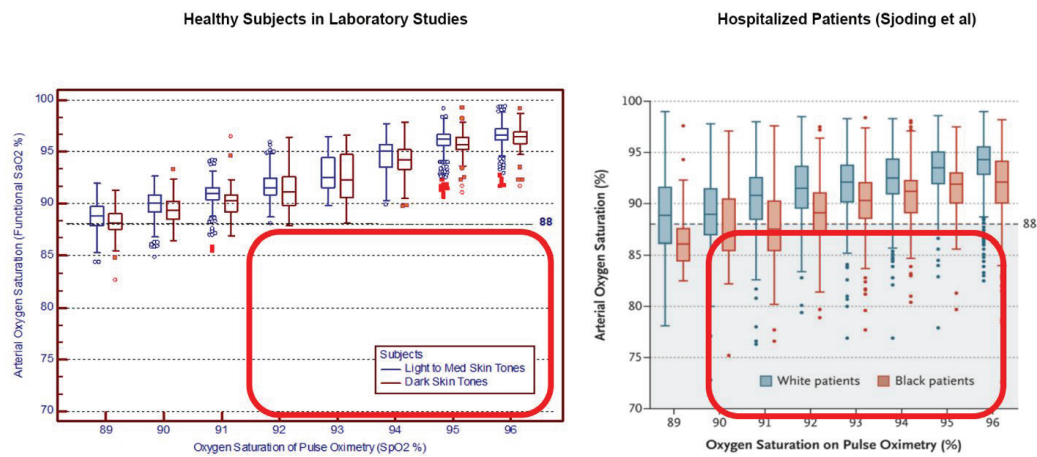 Healthy Subjects in Laboratory Studies
Arterial Oxygen Saturation (Functional SaO2 %)
100
95
90
85
80
75
70
88
Subjects
Light to Med Skin Tones
Dark Skin Tones
89 90 91 92 93 94 95 96
Oxygen Saturation of Pulse Oximetry (SpO2 %)
Hospitalized Patients (Sjoding et al)
Arterial Oxygen Saturation (%)
100
95
90
85
80
75
70
88
White patients Black patients
89 90 91 92 93 94 95 96
Oxygen Saturation on Pulse Oximetry (%)